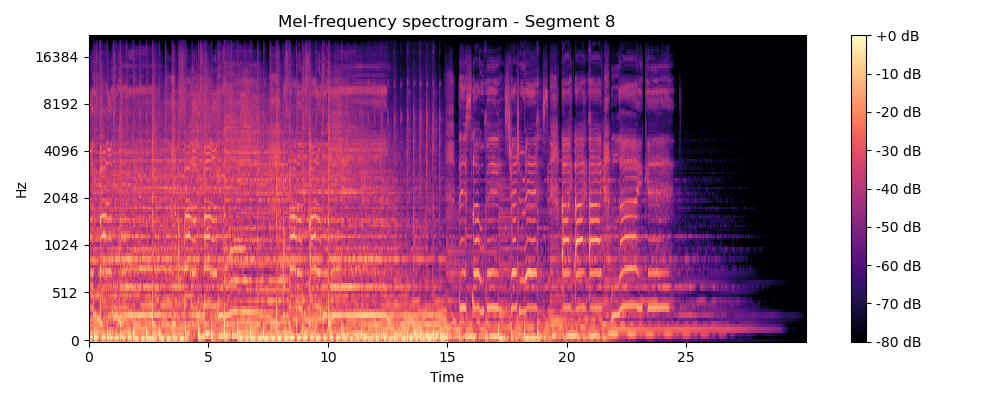 Mel-frequency spectrogram - Segment 8
Hz
16384
8192
4096
2048
1024
512
0
0 5 10 15 20 25
Time
+0 dB
-10 dB
-20 dB
-30 dB
-40 dB
-50 dB
-60 dB
-70 dB
-80 dB